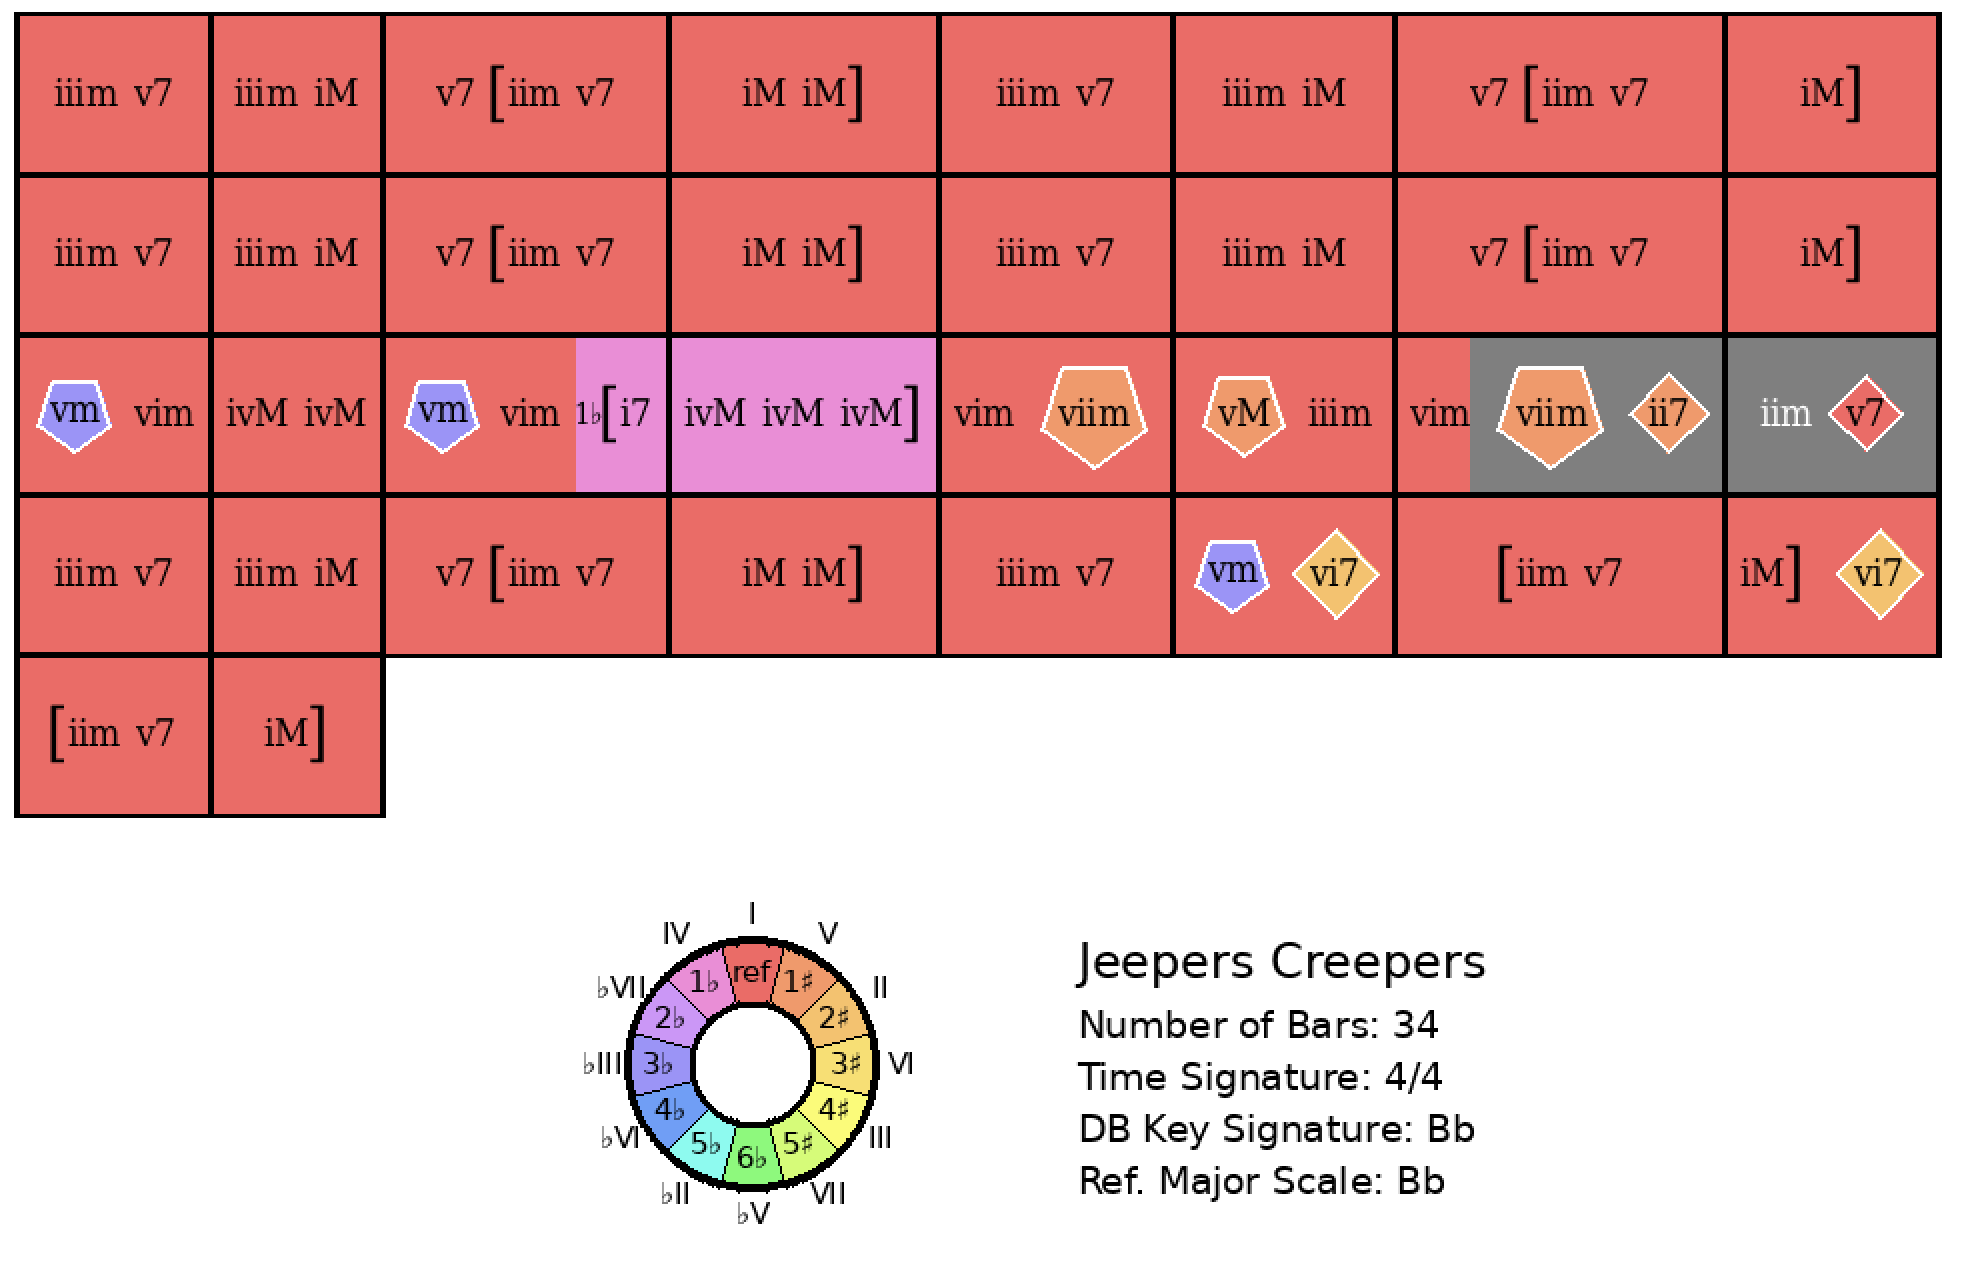 iiim v7 iiim iM v7 [iim v7 iM iM] iiim v7 iiim iM v7 [iim v7 iM]
iiim v7 iiim iM v7 [iim v7 iM iM] iiim v7 iiim iM v7 [iim v7 iM]
vm vim ivM ivM vm vim 1♭[i7 ivM ivM ivM] vim viim vM iiim vim viim ii7 iim v7
iiim v7 iiim iM v7 [iim v7 iM iM] iiim v7 vm vi7 [iim v7 iM] vi7
[iim v7 iM]
I
IV V
ref
1♭ 1♯
♭VII II
2♭ 2♯
♭III 3♭ 3♯ VI
4♭ 4♯
♭VI III
5♭ 5♯
6♭
♭II VII
♭V
Jeepers Creepers
Number of Bars: 34
Time Signature: 4/4
DB Key Signature: Bb
Ref. Major Scale: Bb